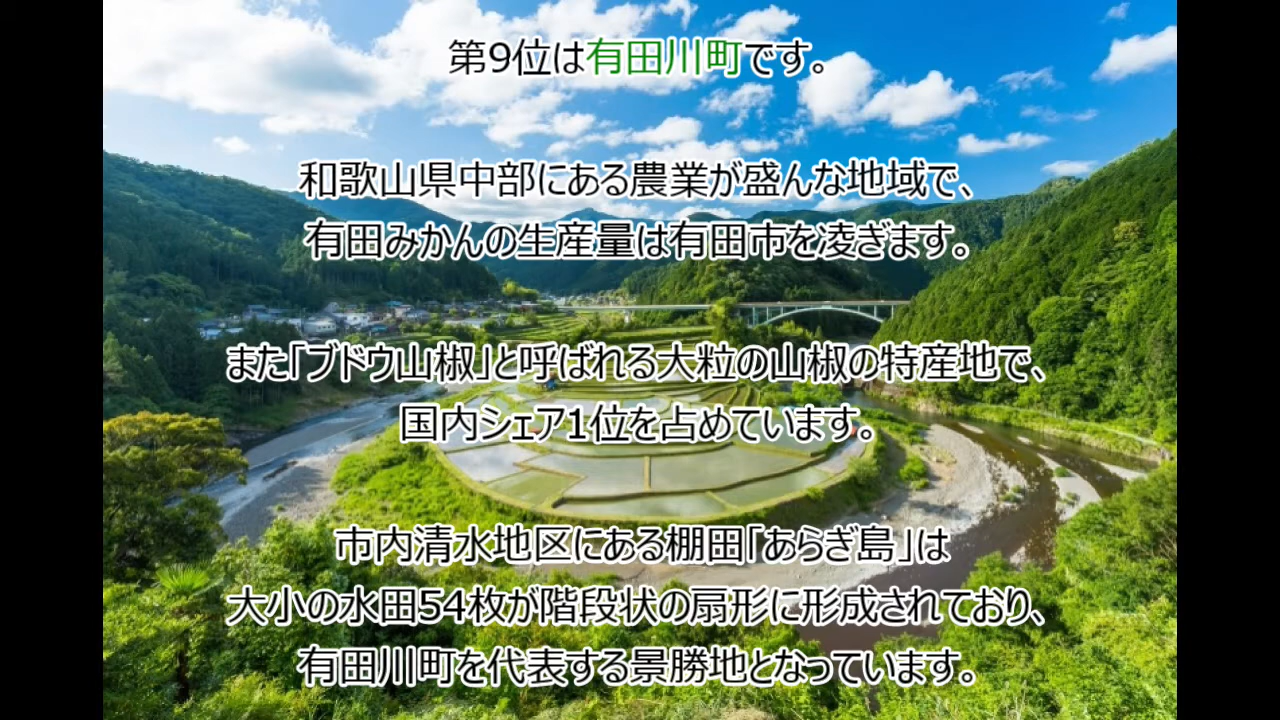 第9位は有田川町です。
和歌山県中部にある農業が盛んな地域で、
有田みかんの生産量は有田市を凌ぎます。
また「ブドウ山椒」と呼ばれる大粒の山椒の特産地で、
国内シェア1位を占めています。
市内清水地区にある棚田「あらぎ島」は
大小の水田54枚が階段状の扇形に形成されており、
有田川町を代表する景勝地となっています。